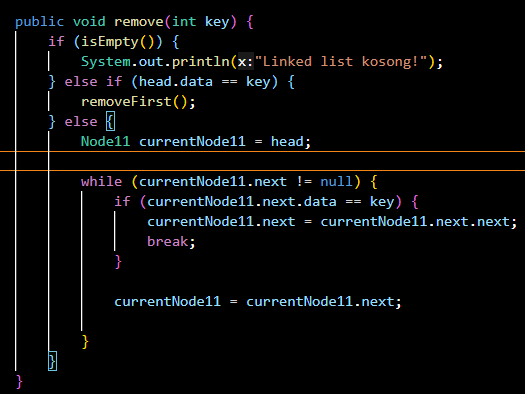 public void remove(int key) {
if (isEmpty()) {
System.out.println(x:"Linked list kosong!");
} else if (head.data == key) {
removeFirst();
} else {
Node11 currentNode11 = head;
while (currentNode11.next != null) {
if (currentNode11.next.data == key) {
currentNode11.next = currentNode11.next.next;
break;
}
currentNode11 = currentNode11.next;
}
}
}